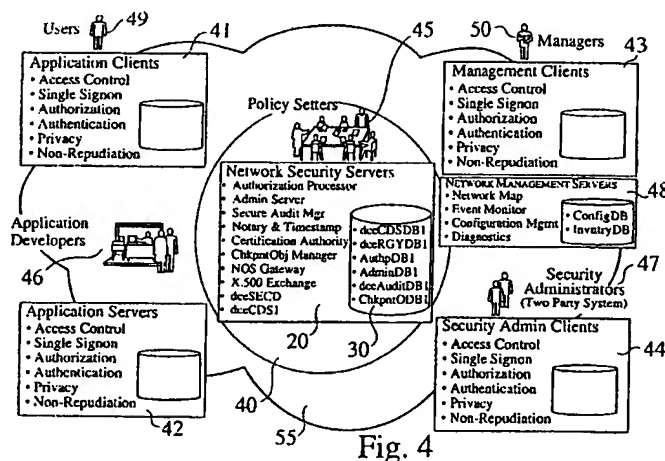 Users
49
41
Application Clients
• Access Control
• Single Signon
• Authorization
• Authentication
• Privacy
• Non-Repudiation
45
Policy Setters
50
Managers
43
Management Clients
• Access Control
• Single Signon
• Authorization
• Authentication
• Privacy
• Non-Repudiation
NETWORK MANAGEMENT SERVERS
• Network Map
• Event Monitor
• Configuration Mgmt
• Diagnostics
• ConfigDB
• InvntryDB
48
Network Security Servers
• Authorization Processor
• Admin Server
• Secure Audit Mgr
• Notary & Timestamp
• Certification Authority
• ChkpntObj Manager
• NOS Gateway
• X.500 Exchange
• dceSECD
• dceCDS1
• dceCDSDB1
• dceRGYDB1
• AuthpDB1
• AdminDB1
• dceAuditDB1
• ChkpntODB1
20
30
Application
Developers
46
47
Security
Administrators
(Two Party System)
Application Servers
• Access Control
• Single Signon
• Authorization
• Authentication
• Privacy
• Non-Repudiation
42
40
55
Security Admin Clients
• Access Control
• Single Signon
• Authorization
• Authentication
• Privacy
• Non-Repudiation
44
Fig. 4